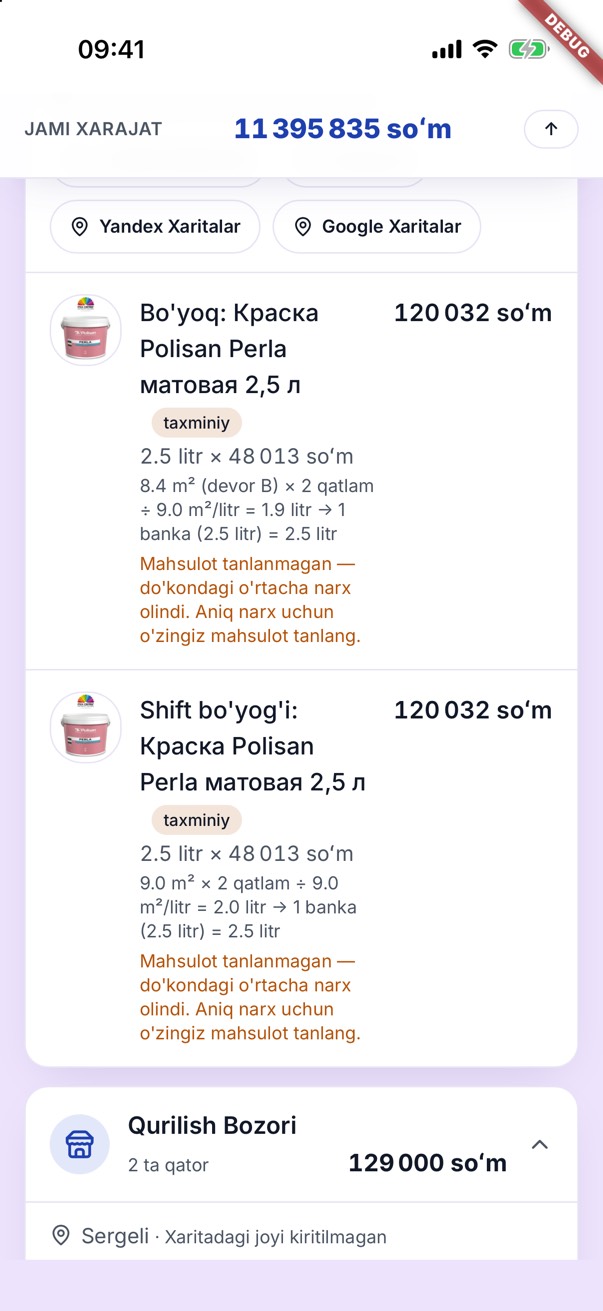 09:41
DEBUG
JAMI XARAJAT
11 395 835 soʻm
Yandex Xaritalar
Google Xaritalar
Bo'yoq: Краска
Polisan Perla
матовая 2,5 л
120 032 soʻm
taxminiy
2.5 litr × 48 013 soʻm
8.4 m² (devor B) × 2 qatlam
÷ 9.0 m²/litr = 1.9 litr → 1
banka (2.5 litr) = 2.5 litr
Mahsulot tanlanmagan —
do'kondagi o'rtacha narx
olindi. Aniq narx uchun
o'zingiz mahsulot tanlang.
Shift bo'yog'i:
Краска Polisan
Perla матовая 2,5 л
120 032 soʻm
taxminiy
2.5 litr × 48 013 soʻm
9.0 m² × 2 qatlam ÷ 9.0
m²/litr = 2.0 litr → 1 banka
(2.5 litr) = 2.5 litr
Mahsulot tanlanmagan —
do'kondagi o'rtacha narx
olindi. Aniq narx uchun
o'zingiz mahsulot tanlang.
Qurilish Bozori
2 ta qator
129 000 soʻm
Sergeli · Xaritadagi joyi kiritilmagan